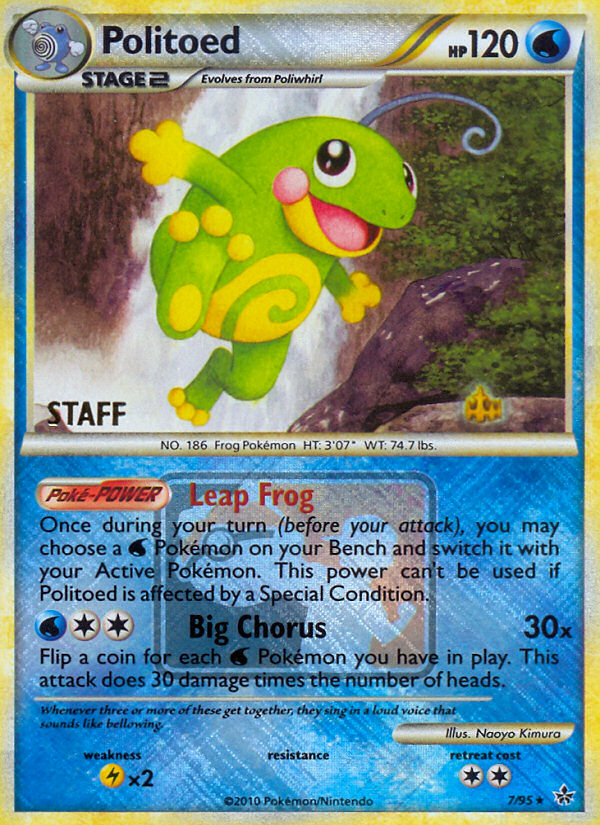 Politoed
HP120
STAGE 2
Evolves from Poliwhirl
STAFF
NO. 186 Frog Pokémon HT: 3'07" WT: 74.7 lbs.
Poké-POWER Leap Frog
Once during your turn (before your attack), you may
choose a Pokémon on your Bench and switch it with
your Active Pokémon. This power can't be used if
Politoed is affected by a Special Condition.
Big Chorus 30x
Flip a coin for each Pokémon you have in play. This
attack does 30 damage times the number of heads.
Whenever three or more of these get together, they sing in a loud voice that
sounds like bellowing.
Illus. Naoyo Kimura
weakness resistance retreat cost
x2
©2010 Pokémon/Nintendo 7/95 ★